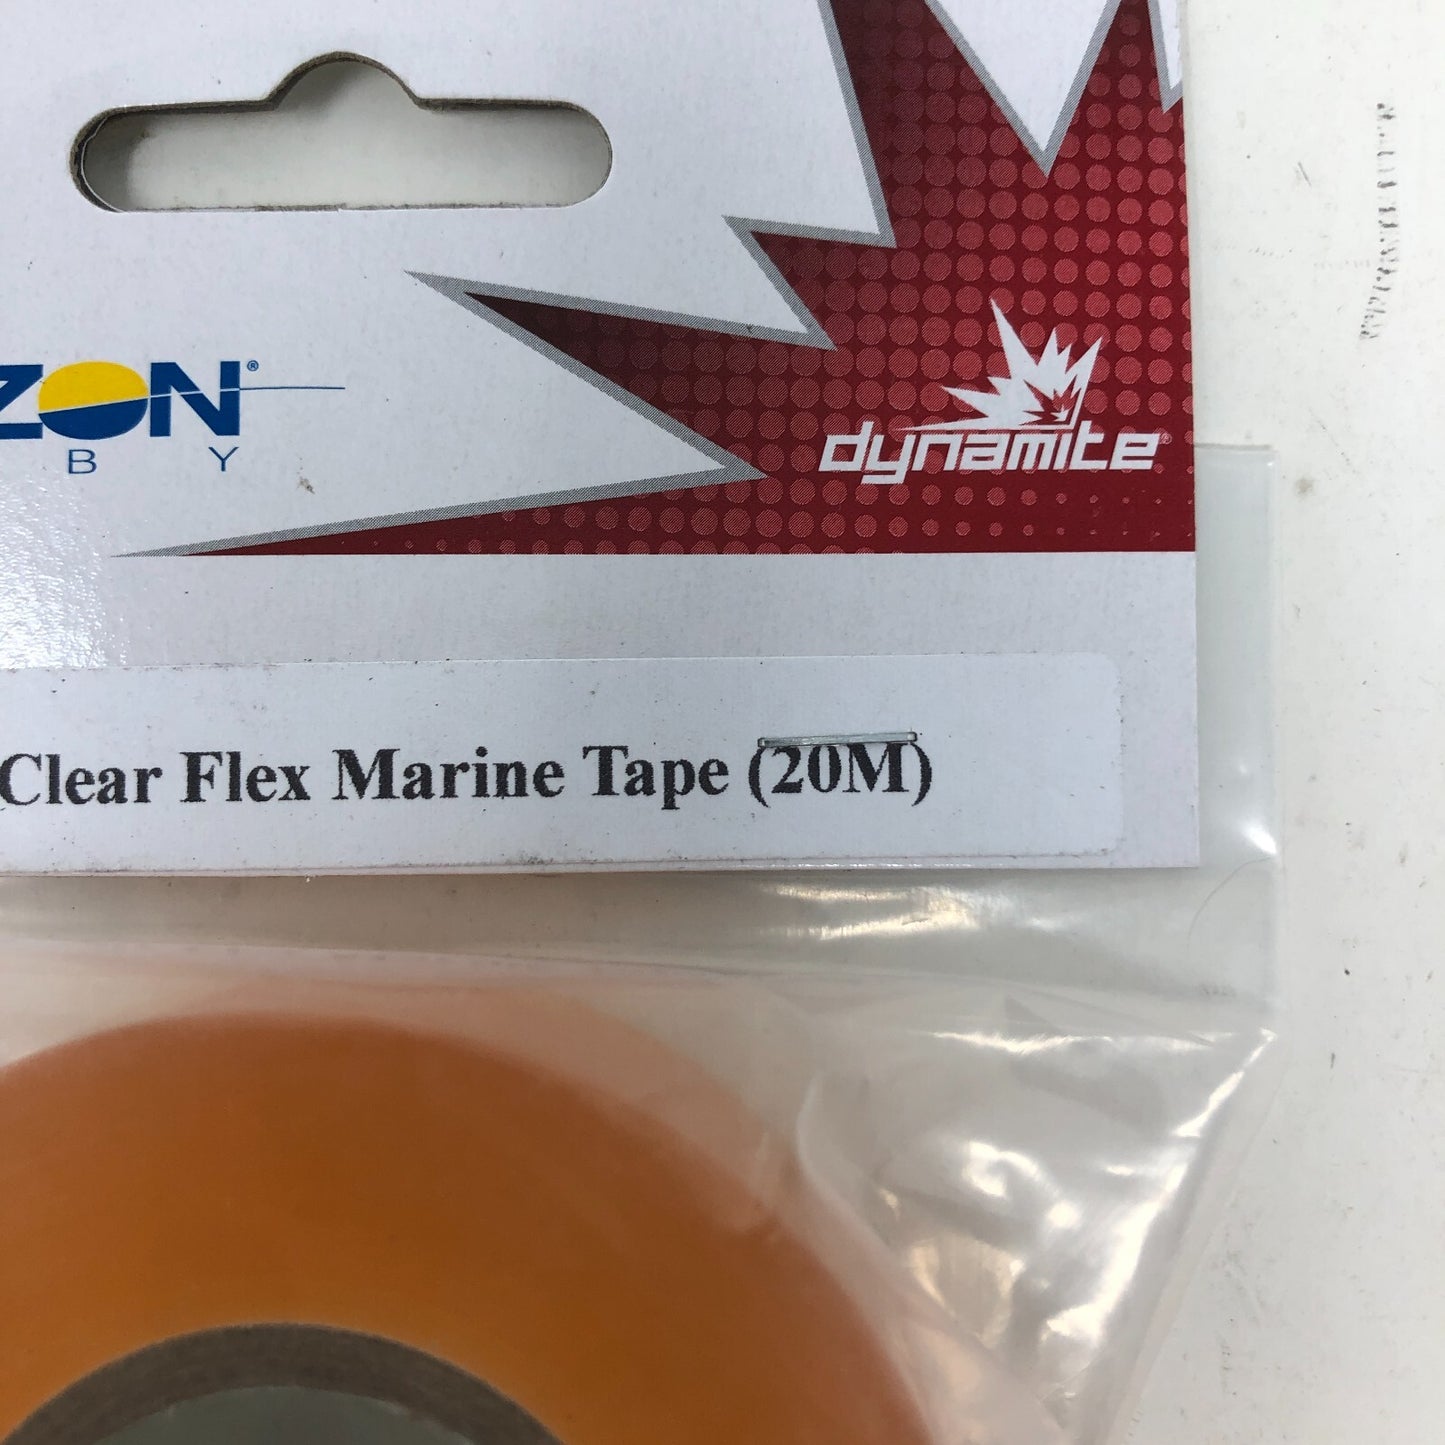 ZON®
B Y
dynamite®
Clear Flex Marine Tape (20M)